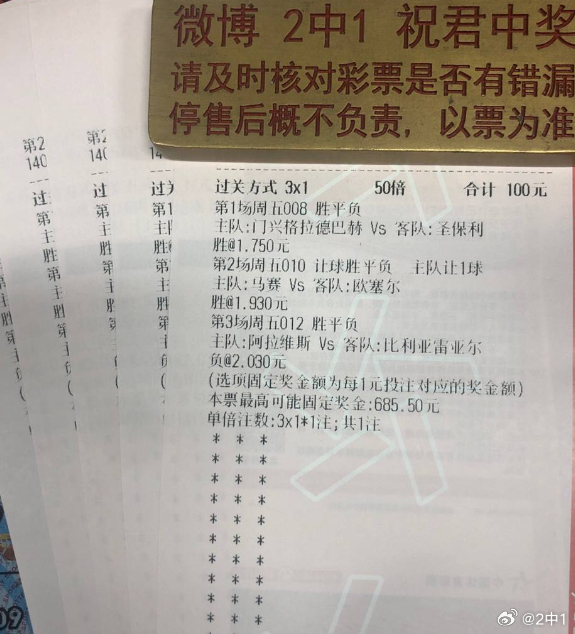 微博 2中1 祝君中奖
请及时核对彩票是否有错漏
停售后概不负责，以票为准
第2
140
第2
140
14
过关方式 3x1 50倍 合计 100元
第1场周五008 胜平负
主队:门兴格拉德巴赫 Vs 客队:圣保利
胜@1.750元
第2场周五010 让球胜平负 主队让1球
主队:马赛 Vs 客队:欧塞尔
胜@1.930元
第3场周五012 胜平负
主队:阿拉维斯 Vs 客队:比利亚雷亚尔
负@2.030元
(选项固定奖金额为每1元投注对应的奖金额)
本票最高可能固定奖金:685.50元
单倍注数:3x1*1注;共1注
* * *
* * *
* * *
* * *
* * *
* * *
* * *
* * *
* * *
* * *
09
@2中1